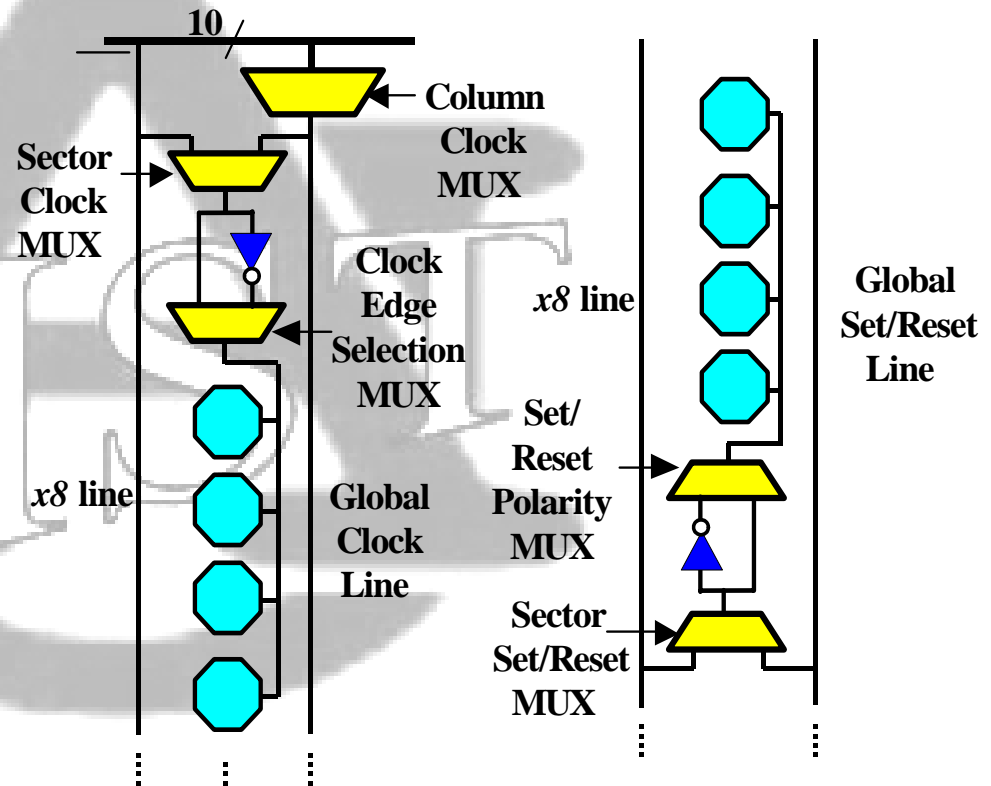 10
Column
Clock
MUX
Sector
Clock
MUX
Clock
Edge
Selection
MUX
x8 line
Global
Clock
Line
x8 line
Global
Set/Reset
Line
Set/
Reset
Polarity
MUX
Sector
Set/Reset
MUX